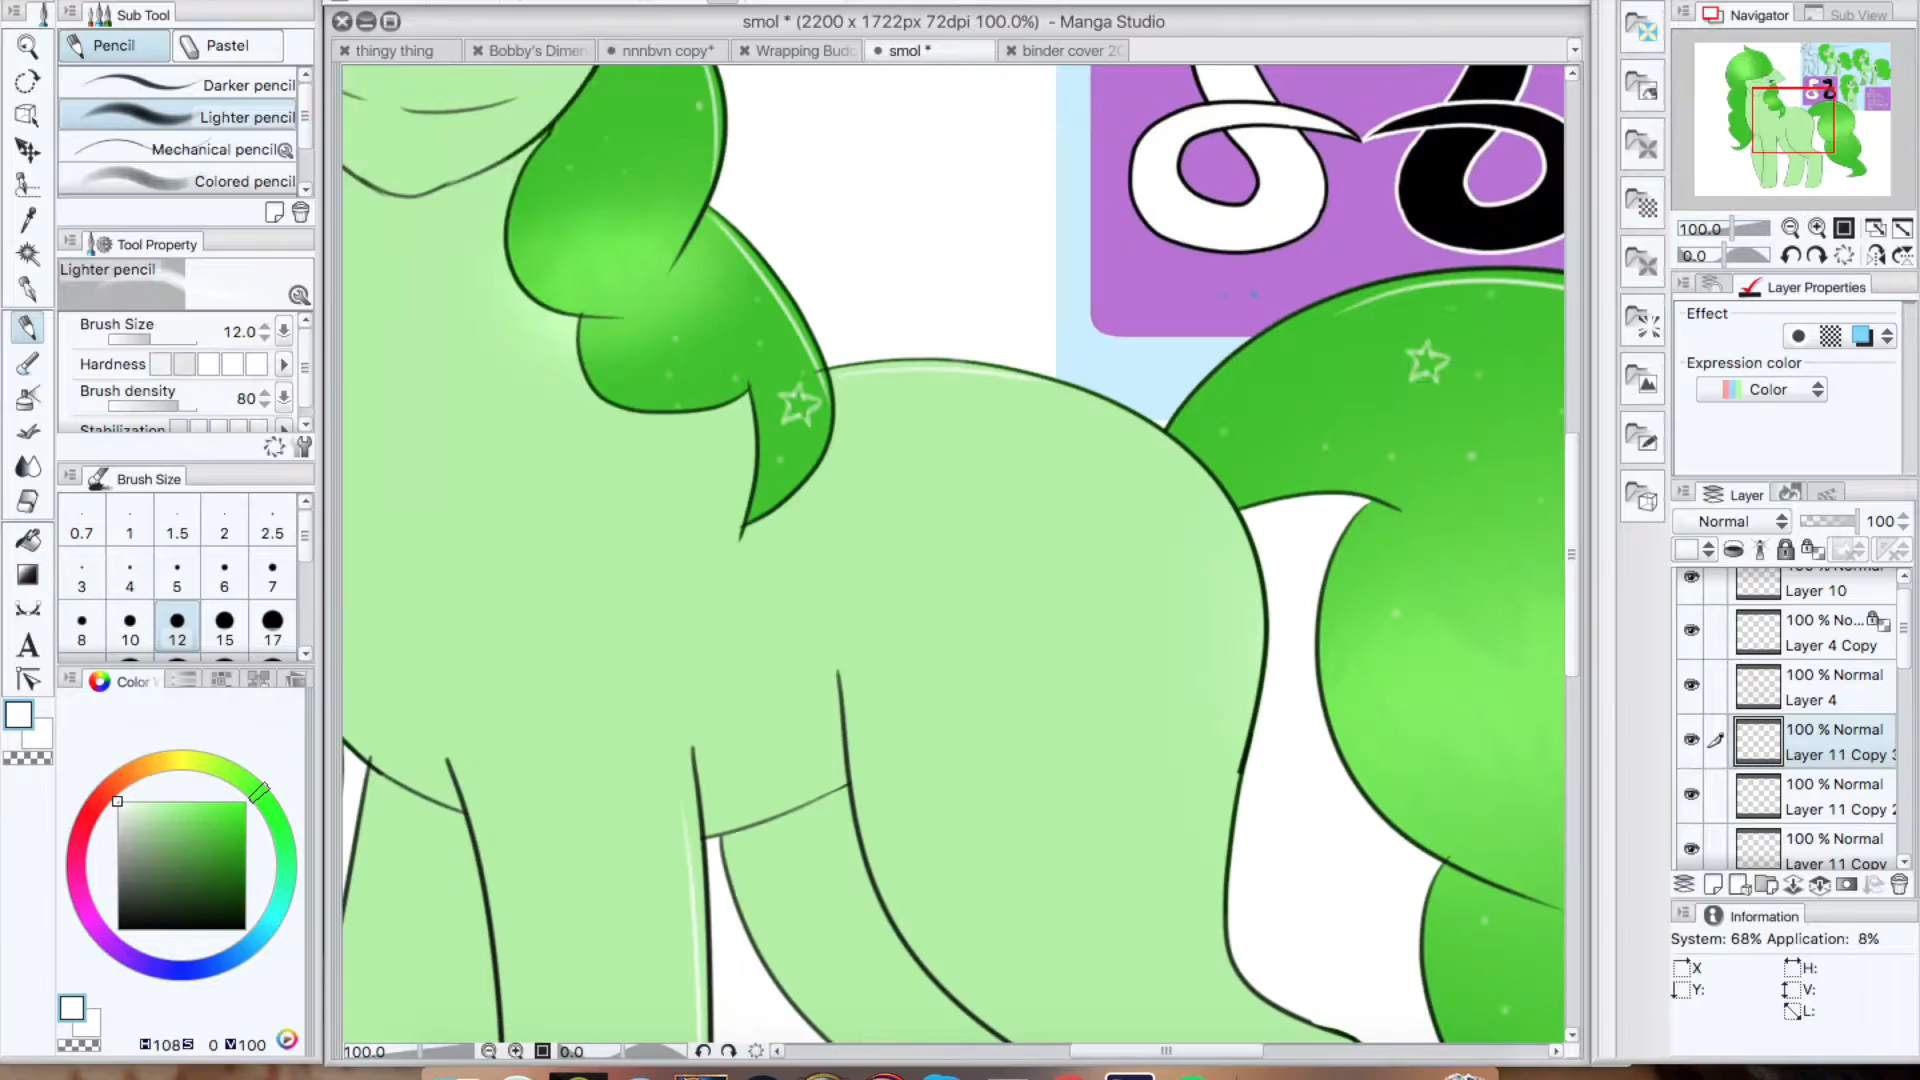 smol * (2200 x 1722px 72dpi 100.0%) - Manga Studio
Sub Tool
Navigator
Sub View
Pencil
Pastel
thingy thing
Bobby's Dimen
nnnbvn copy*
Wrapping Bud
smol *
binder cover 20
Darker pencil
Lighter pencil
Mechanical pencil
Colored pencil
Tool Property
Lighter pencil
Brush Size
12.0
Hardness
Brush density
80
Stabilization
Brush Size
0.7 1 1.5 2 2.5
3 4 5 6 7
8 10 12 15 17
Color
H108S 0 V100
100.0
0.0
100.0
0.0
Layer Properties
Effect
Expression color
Color
Layer
Normal
100
100 % Normal
Layer 10
100 % No...
Layer 4 Copy
100 % Normal
Layer 4
100 % Normal
Layer 11 Copy 3
100 % Normal
Layer 11 Copy 2
100 % Normal
Layer 11 Copy
Information
System: 68% Application: 8%
X H:
Y: V:
L:
A